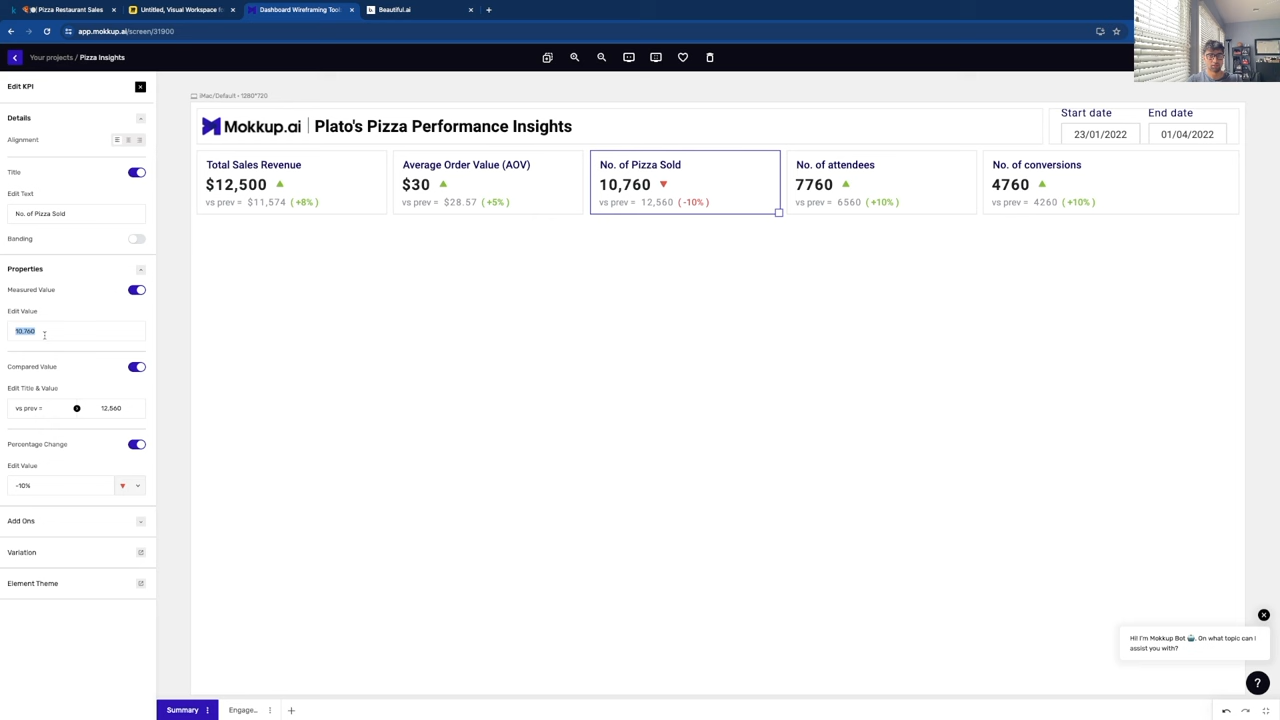 Pizza Restaurant Sales
Untitled, Visual Workspace fo
Dashboard Wireframing Tool
Beautiful.ai
app.mokkup.ai/screen/31900
Your projects / Pizza Insights
Edit KPI
Details
Alignment
Title
Edit Text
No. of Pizza Sold
Banding
Properties
Measured Value
Edit Value
10,760
Compared Value
Edit Title & Value
vs prev = 12,560
Percentage Change
Edit Value
-10%
Add Ons
Variation
Element Theme
iMac/Default • 1280*720
Mokkup.ai Plato's Pizza Performance Insights
Start date End date
23/01/2022 01/04/2022
Total Sales Revenue
$12,500
vs prev = $11,574 (+8%)
Average Order Value (AOV)
$30
vs prev = $28.57 (+5%)
No. of Pizza Sold
10,760
vs prev = 12,560 (-10%)
No. of attendees
7760
vs prev = 6560 (+10%)
No. of conversions
4760
vs prev = 4260 (+10%)
Hi! I'm Mokkup Bot 🤖. On what topic can I
assist you with?
?
Summary
Engage...